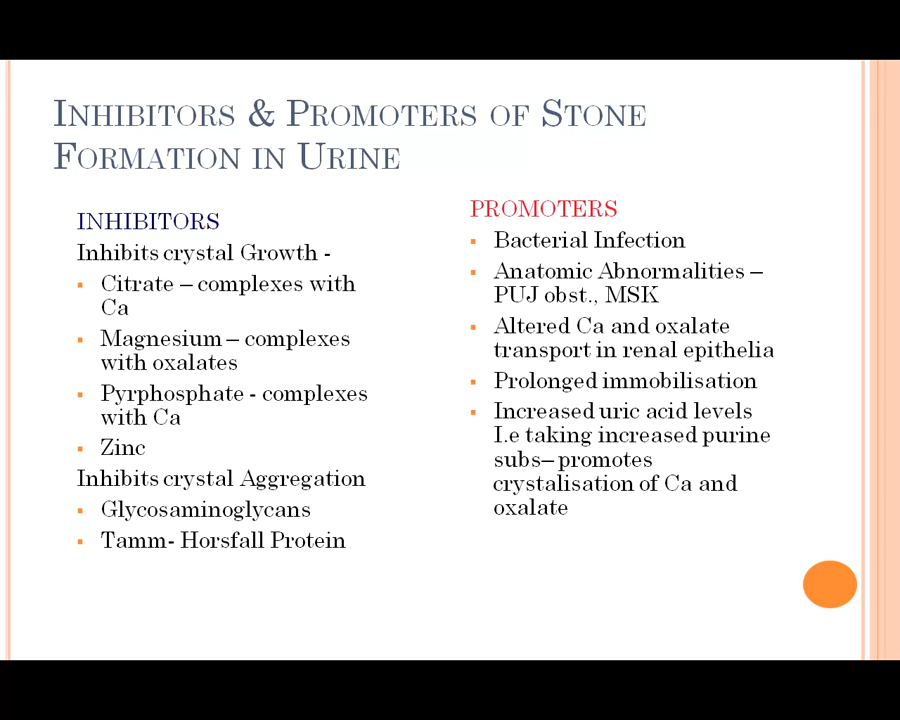 INHIBITORS & PROMOTERS OF STONE
FORMATION IN URINE
INHIBITORS
Inhibits crystal Growth -
Citrate – complexes with
Ca
Magnesium – complexes
with oxalates
Pyrphosphate - complexes
with Ca
Zinc
Inhibits crystal Aggregation
Glycosaminoglycans
Tamm- Horsfall Protein
PROMOTERS
Bacterial Infection
Anatomic Abnormalities –
PUJ obst., MSK
Altered Ca and oxalate
transport in renal epithelia
Prolonged immobilisation
Increased uric acid levels
I.e taking increased purine
subs– promotes
crystalisation of Ca and
oxalate